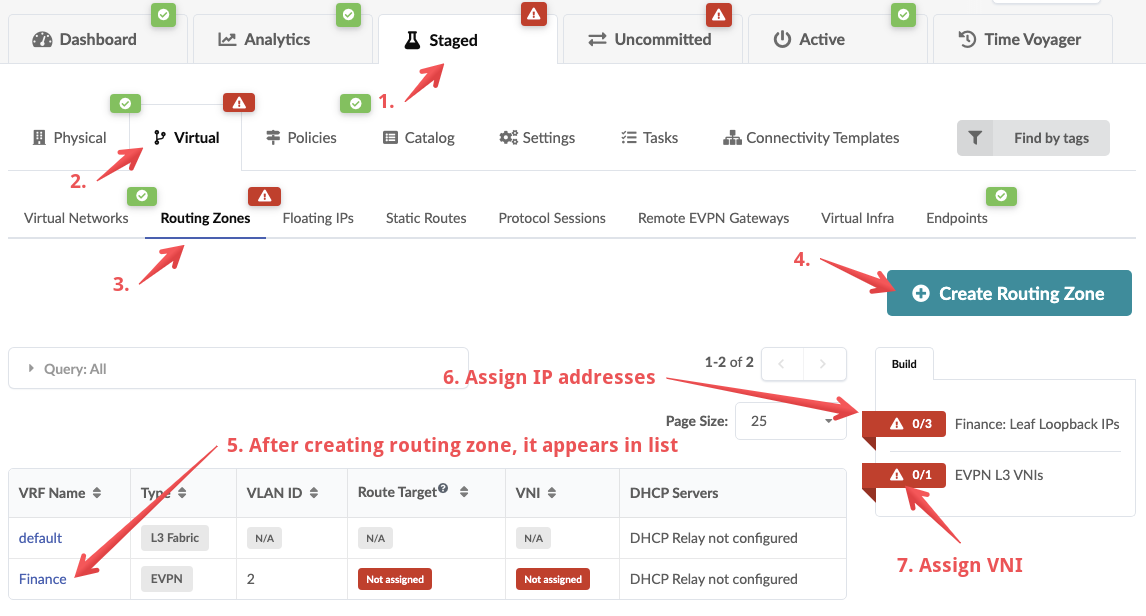 Dashboard Analytics Staged Uncommitted Active Time Voyager
1.
Physical Virtual Policies Catalog Settings Tasks Connectivity Templates Find by tags
2.
Virtual Networks Routing Zones Floating IPs Static Routes Protocol Sessions Remote EVPN Gateways Virtual Infra Endpoints
3.
4.
Create Routing Zone
Query: All
1-2 of 2
Build
6. Assign IP addresses
Page Size: 25
0/3 Finance: Leaf Loopback IPs
5. After creating routing zone, it appears in list
0/1 EVPN L3 VNIs
VRF Name Type VLAN ID Route Target? VNI DHCP Servers
default L3 Fabric N/A N/A N/A DHCP Relay not configured
7. Assign VNI
Finance EVPN 2 Not assigned Not assigned DHCP Relay not configured